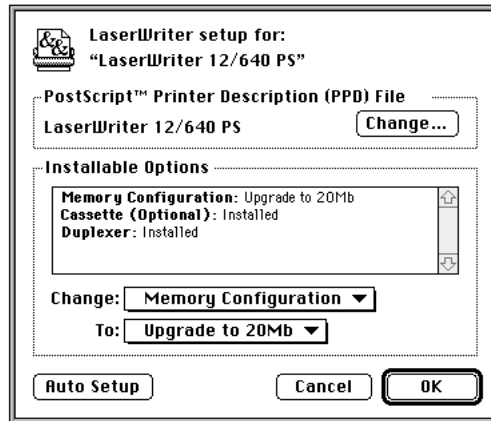 LaserWriter setup for:
“LaserWriter 12/640 PS”
PostScript™ Printer Description (PPD) File
LaserWriter 12/640 PS
Change...
Installable Options
Memory Configuration: Upgrade to 20Mb
Cassette (Optional): Installed
Duplexer: Installed
Change: Memory Configuration
To: Upgrade to 20Mb
Auto Setup Cancel OK